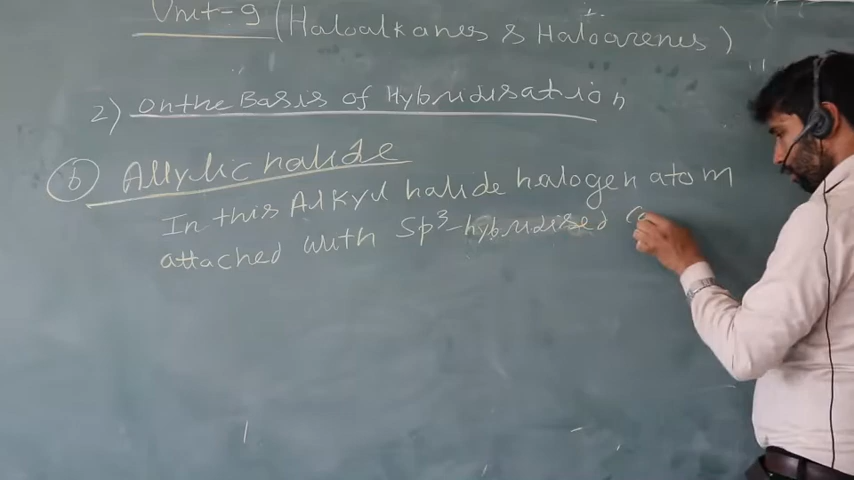 Unit-9 (Haloalkanes & Haloarenes)
2) On the Basis of Hybridisation
(b) Allylic halide
In this Alkyl halide halogen atom
attached with Sp³-hybridised